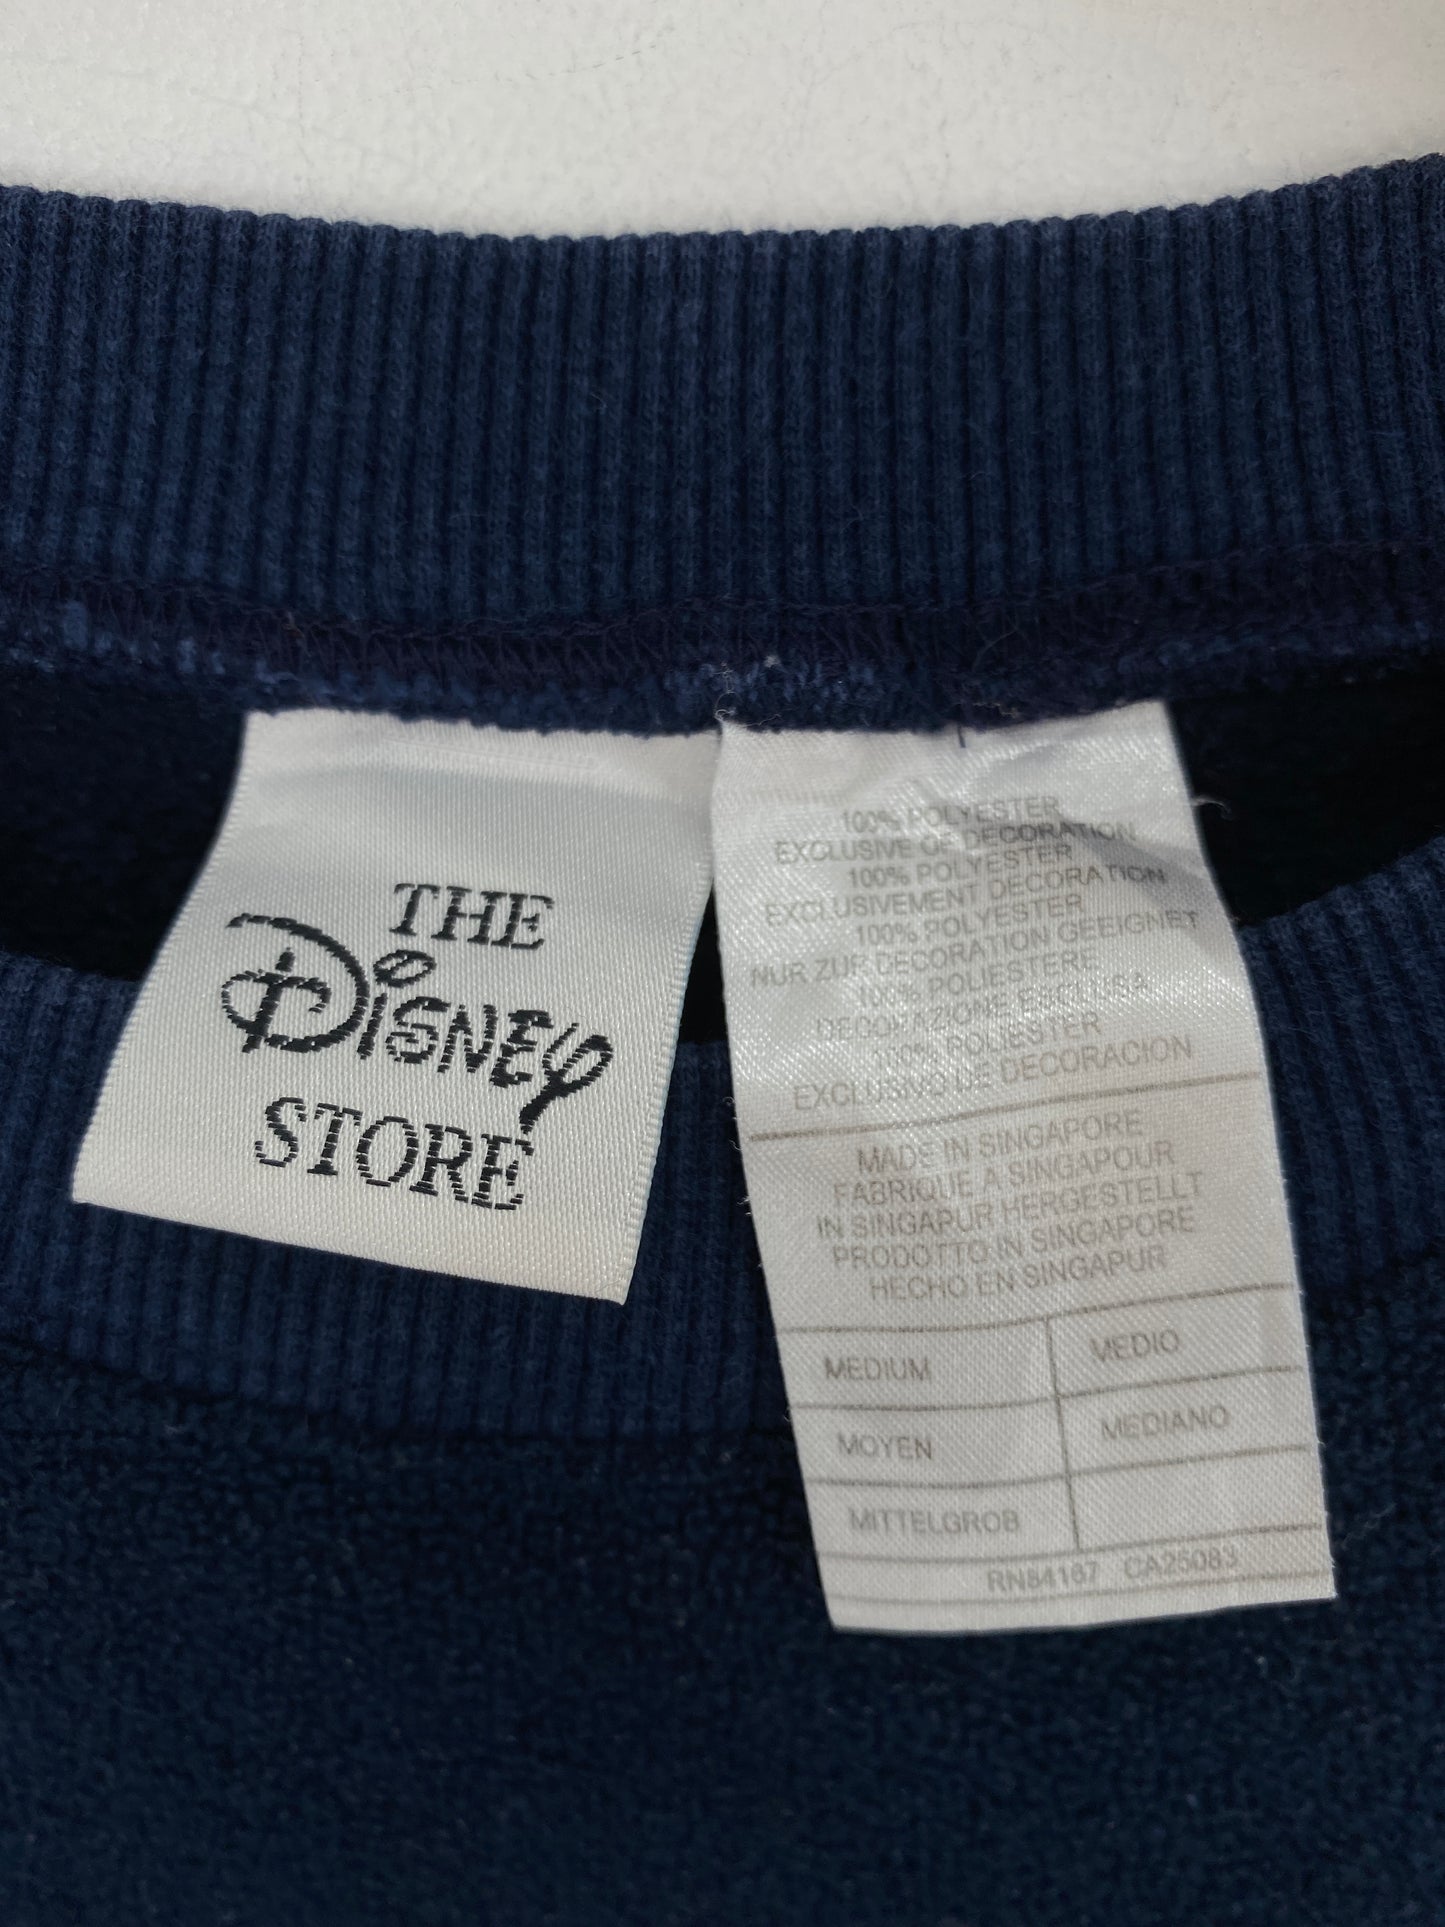 THE
Disney
STORE
100% POLYESTER
EXCLUSIVE OF DECORATION
100% POLYESTER
EXCLUSIVEMENT DECORATION
100% POLYESTER
NUR ZUR DECORATION GEEIGNET
100% POLIESTERE
DECORAZIONE ESCLUSA
100% POLIESTER
EXCLUSIVO DE DECORACION
MADE IN SINGAPORE
FABRIQUE A SINGAPOUR
IN SINGAPUR HERGESTELLT
PRODOTTO IN SINGAPORE
HECHO EN SINGAPUR
MEDIUM MEDIO
MOYEN MEDIANO
MITTELGROB
RN84167 CA25083